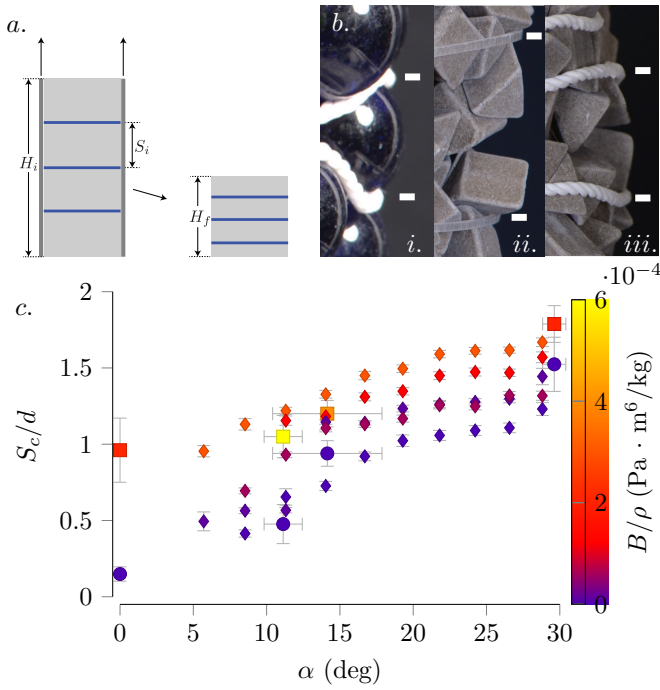 a.
H_i
S_i
H_f
b.
i.
ii.
iii.
c.
S_c/d
2
1.5
1
0.5
0
0
5
10
15
20
25
30
α (deg)
·10⁻⁴
6
4
2
0
B/ρ (Pa · m⁶/kg)